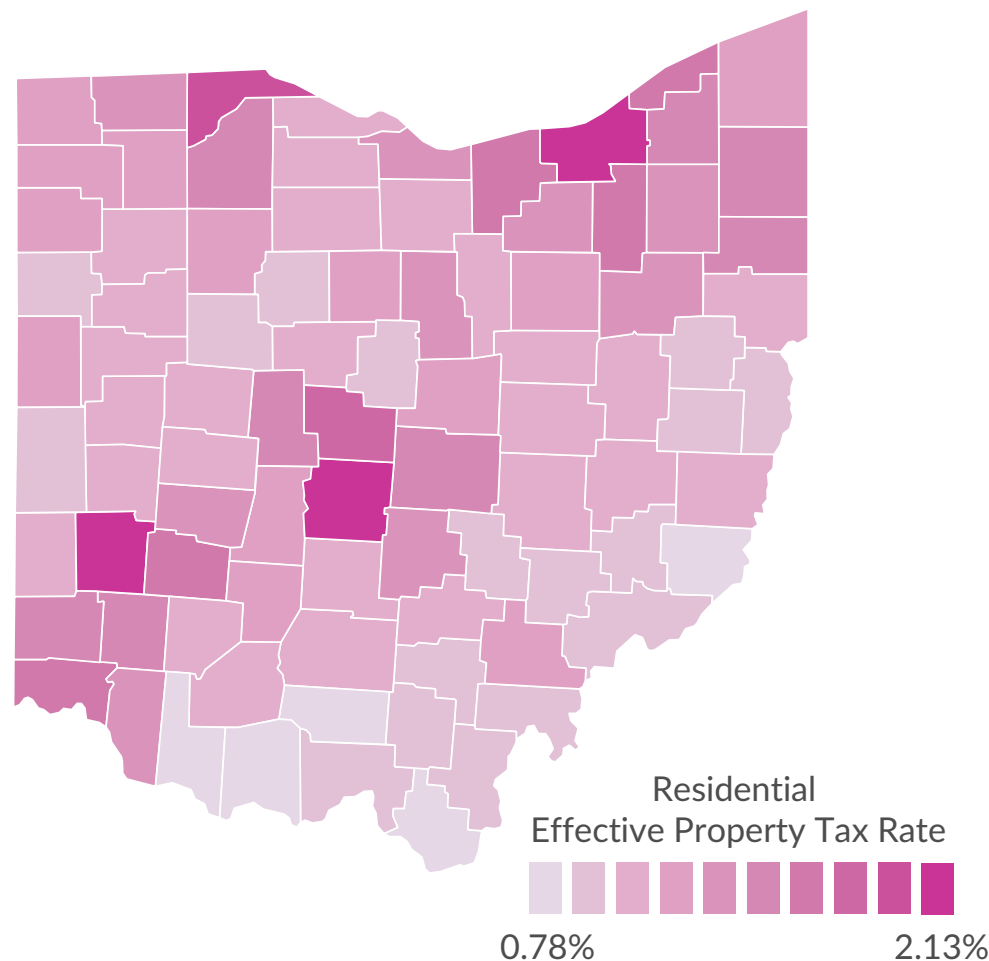 Residential
Effective Property Tax Rate
0.78% 2.13%